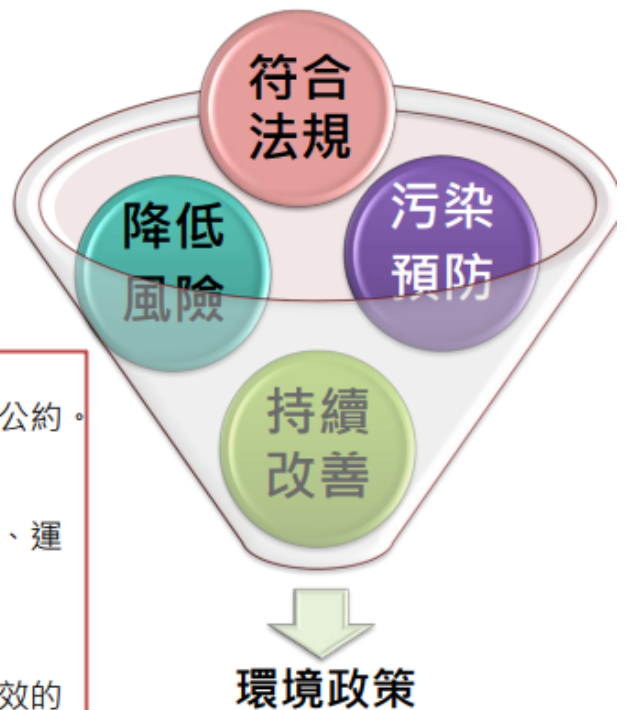 符合
法規
降低
風險
污染
預防
持續
改善
公約。
、運
效的
環境政策